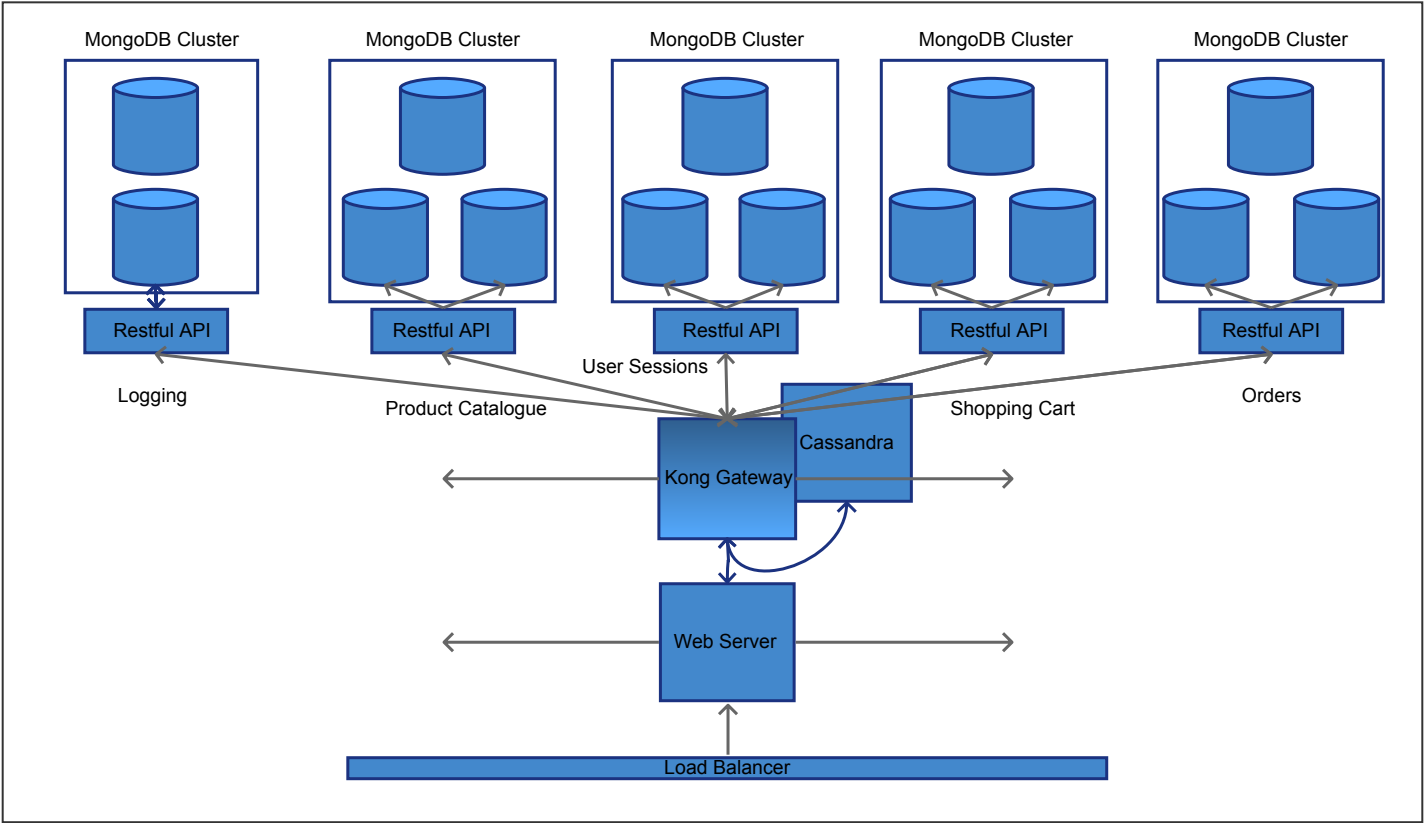 MongoDB Cluster
MongoDB Cluster
MongoDB Cluster
MongoDB Cluster
MongoDB Cluster
Restful API
Restful API
Restful API
Restful API
Restful API
User Sessions
Logging
Product Catalogue
Shopping Cart
Orders
Cassandra
Kong Gateway
Web Server
Load Balancer